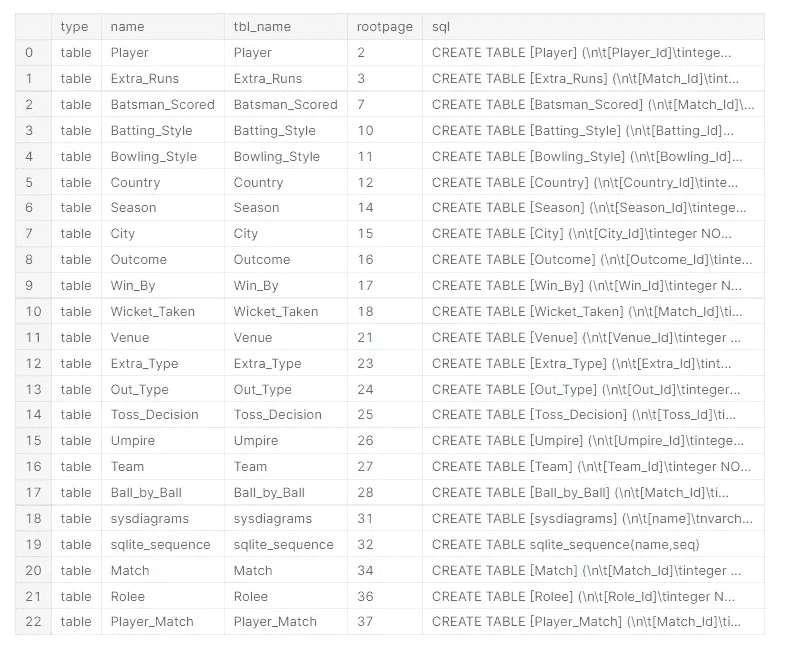 type name tbl_name rootpage sql
0 table Player Player 2 CREATE TABLE [Player] (\n\t[Player_Id]\tintege...
1 table Extra_Runs Extra_Runs 3 CREATE TABLE [Extra_Runs] (\n\t[Match_Id]\tint...
2 table Batsman_Scored Batsman_Scored 7 CREATE TABLE [Batsman_Scored] (\n\t[Match_Id]\...
3 table Batting_Style Batting_Style 10 CREATE TABLE [Batting_Style] (\n\t[Batting_Id]...
4 table Bowling_Style Bowling_Style 11 CREATE TABLE [Bowling_Style] (\n\t[Bowling_Id]...
5 table Country Country 12 CREATE TABLE [Country] (\n\t[Country_Id]\tinte...
6 table Season Season 14 CREATE TABLE [Season] (\n\t[Season_Id]\tintege...
7 table City City 15 CREATE TABLE [City] (\n\t[City_Id]\tinteger NO...
8 table Outcome Outcome 16 CREATE TABLE [Outcome] (\n\t[Outcome_Id]\tinte...
9 table Win_By Win_By 17 CREATE TABLE [Win_By] (\n\t[Win_Id]\tinteger N...
10 table Wicket_Taken Wicket_Taken 18 CREATE TABLE [Wicket_Taken] (\n\t[Match_Id]\ti...
11 table Venue Venue 21 CREATE TABLE [Venue] (\n\t[Venue_Id]\tinteger ...
12 table Extra_Type Extra_Type 23 CREATE TABLE [Extra_Type] (\n\t[Extra_Id]\tint...
13 table Out_Type Out_Type 24 CREATE TABLE [Out_Type] (\n\t[Out_Id]\tinteger...
14 table Toss_Decision Toss_Decision 25 CREATE TABLE [Toss_Decision] (\n\t[Toss_Id]\ti...
15 table Umpire Umpire 26 CREATE TABLE [Umpire] (\n\t[Umpire_Id]\tintege...
16 table Team Team 27 CREATE TABLE [Team] (\n\t[Team_Id]\tinteger NO...
17 table Ball_by_Ball Ball_by_Ball 28 CREATE TABLE [Ball_by_Ball] (\n\t[Match_Id]\ti...
18 table sysdiagrams sysdiagrams 31 CREATE TABLE [sysdiagrams] (\n\t[name]\tnvarch...
19 table sqlite_sequence sqlite_sequence 32 CREATE TABLE sqlite_sequence(name,seq)
20 table Match Match 34 CREATE TABLE [Match] (\n\t[Match_Id]\tinteger ...
21 table Rolee Rolee 36 CREATE TABLE [Rolee] (\n\t[Role_Id]\tinteger N...
22 table Player_Match Player_Match 37 CREATE TABLE [Player_Match] (\n\t[Match_Id]\ti...